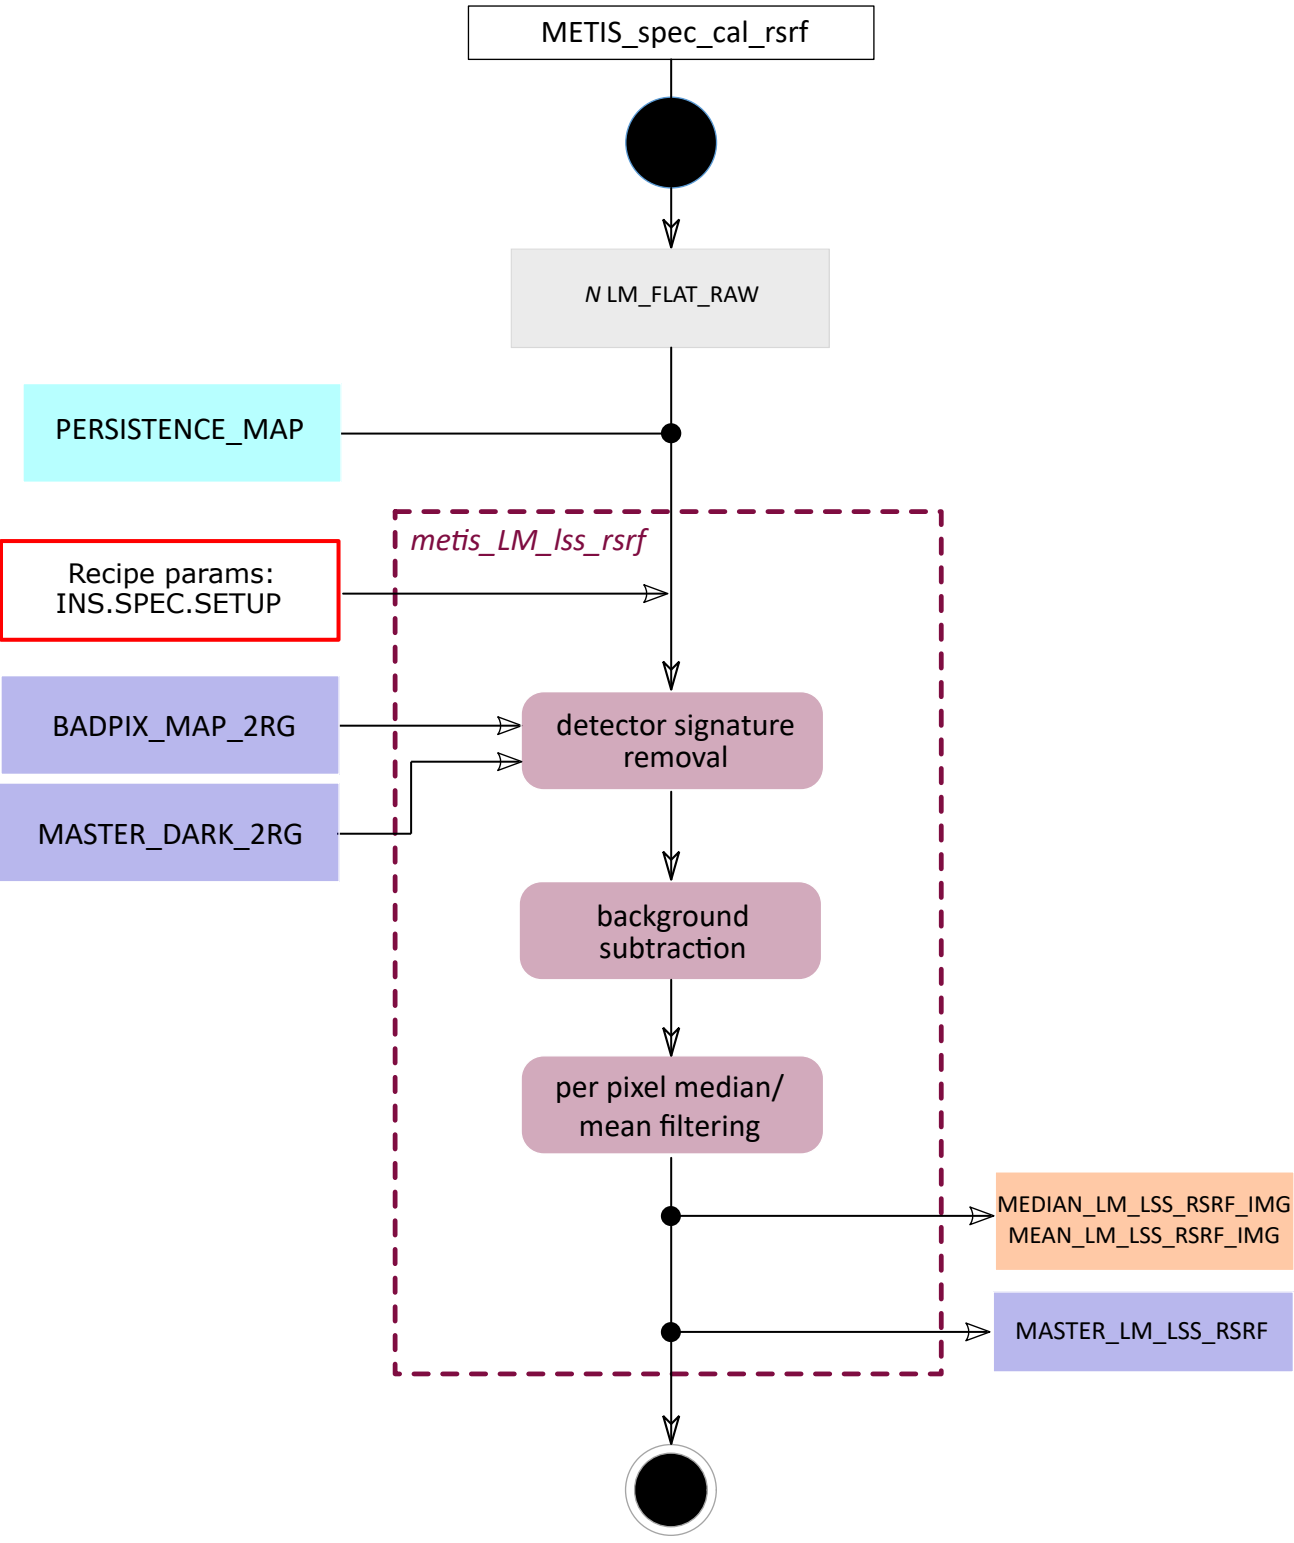 METIS_spec_cal_rsrf
N LM_FLAT_RAW
PERSISTENCE_MAP
metis_LM_lss_rsrf
Recipe params:
INS.SPEC.SETUP
BADPIX_MAP_2RG
detector signature
removal
MASTER_DARK_2RG
background
subtraction
per pixel median/
mean filtering
MEDIAN_LM_LSS_RSRF_IMG
MEAN_LM_LSS_RSRF_IMG
MASTER_LM_LSS_RSRF